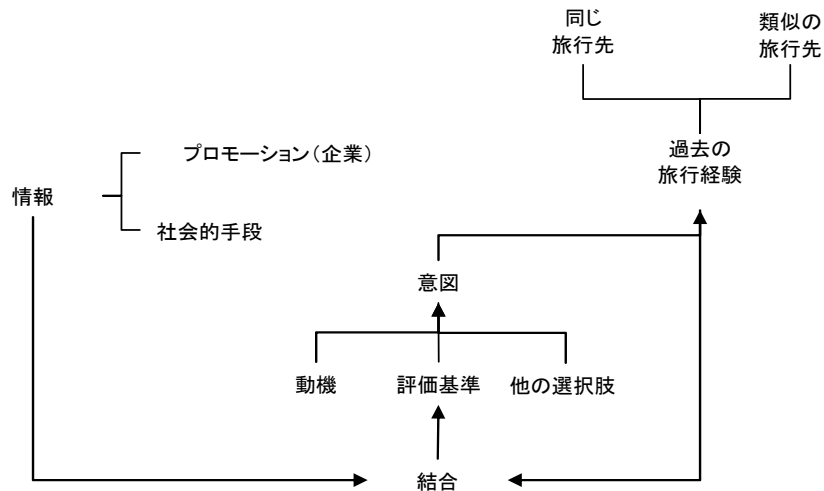 同じ
旅行先
類似の
旅行先
プロモーション(企業)
過去の
旅行経験
情報
社会的手段
意図
動機
評価基準
他の選択肢
結合